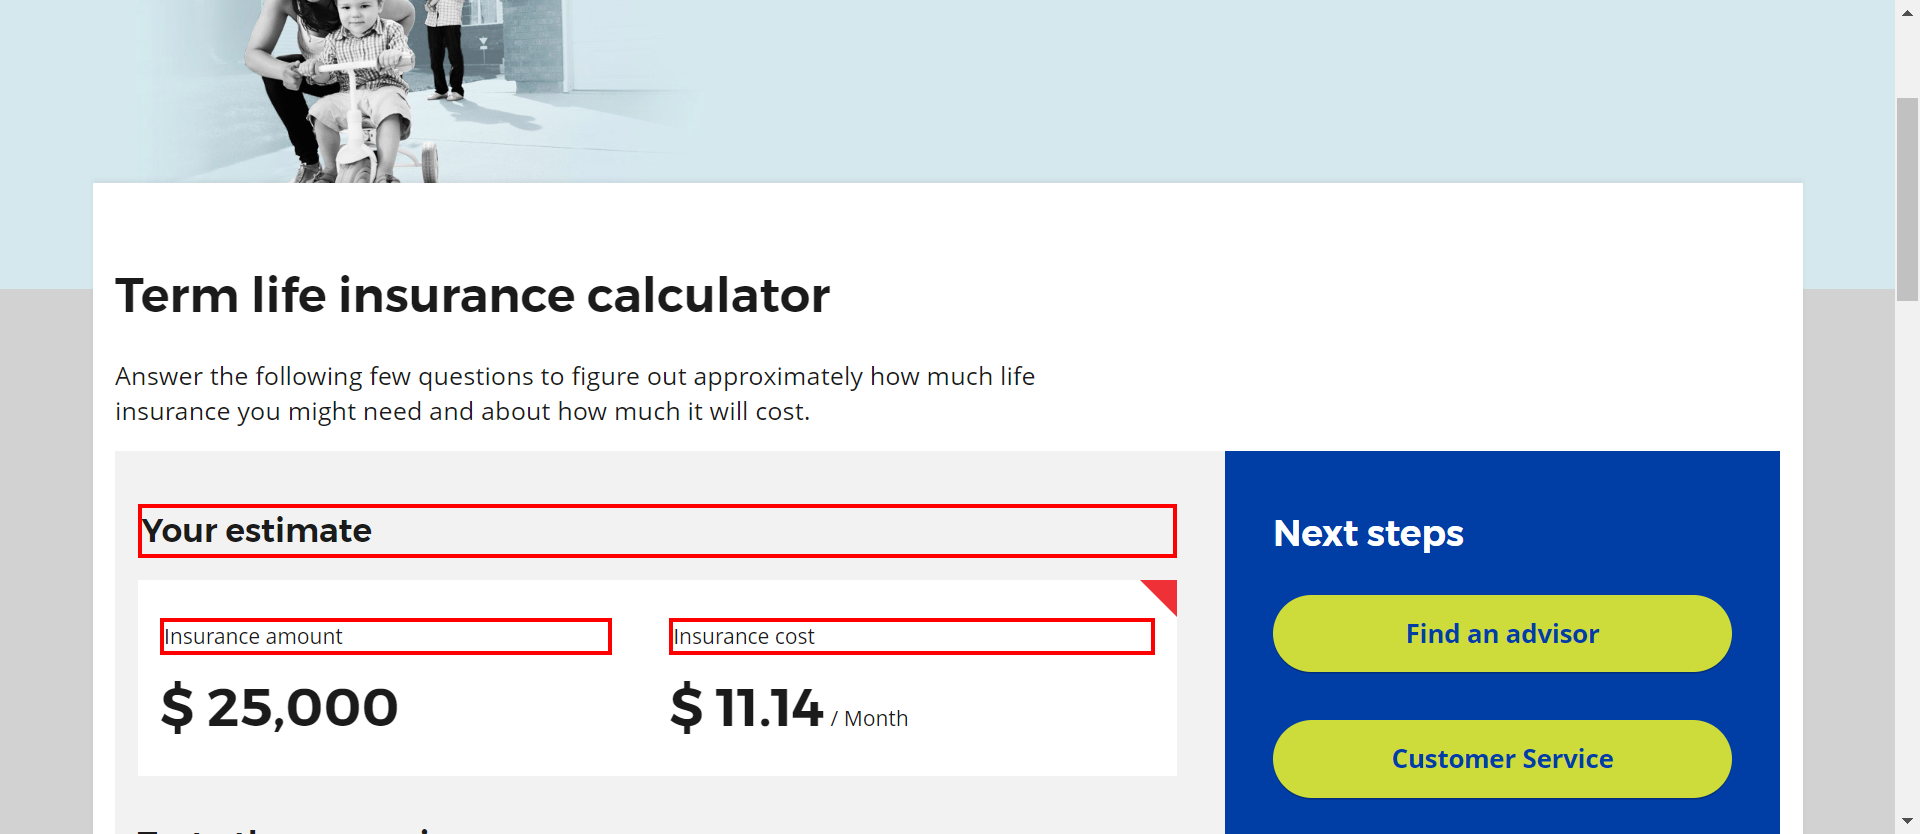 Term life insurance calculator
Answer the following few questions to figure out approximately how much life
insurance you might need and about how much it will cost.
Your estimate
Insurance amount
$ 25,000
Insurance cost
$ 11.14 / Month
Next steps
Find an advisor
Customer Service